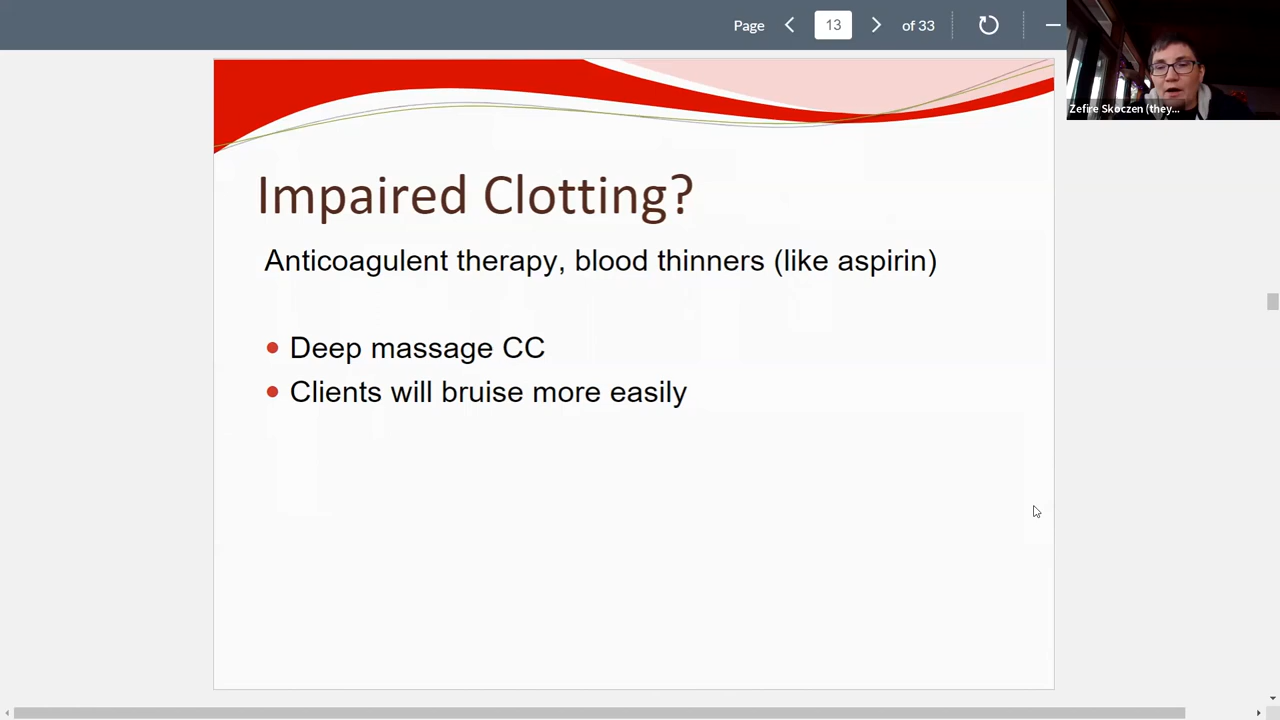 Page 13 of 33
Zefire Skoczen (they...
Impaired Clotting?
Anticoagulent therapy, blood thinners (like aspirin)
Deep massage CC
Clients will bruise more easily